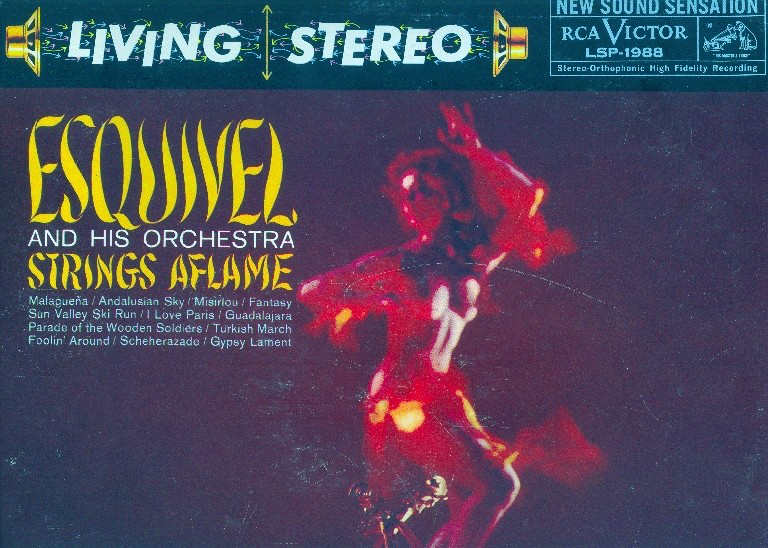 LIVING STEREO
NEW SOUND SENSATION
RCA VICTOR
LSP-1988
Stereo-Orthophonic High Fidelity Recording
ESQUIVEL
AND HIS ORCHESTRA
STRINGS AFLAME
Malagueña / Andalusian Sky / Misirlou / Fantasy
Sun Valley Ski Run / I Love Paris / Guadalajara
Parade of the Wooden Soldiers / Turkish March
Foolin' Around / Scheherazade / Gypsy Lament